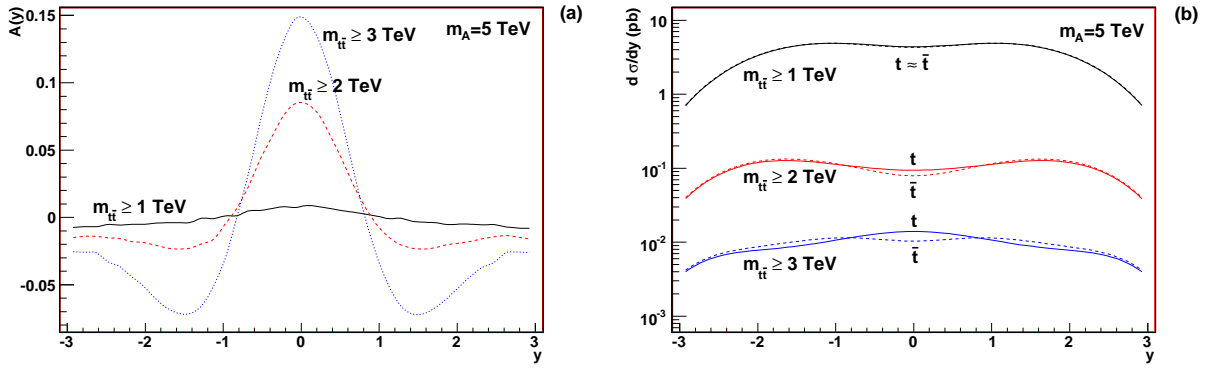 (a)
A(y)
0.15
0.1
0.05
0
-0.05
m_A=5 TeV
m_tt̄ ≥ 3 TeV
m_tt̄ ≥ 2 TeV
m_tt̄ ≥ 1 TeV
-3 -2 -1 0 1 2 3
y
(b)
d σ/dy (pb)
10
1
10⁻¹
10⁻²
10⁻³
m_A=5 TeV
t ≈ t̄
m_tt̄ ≥ 1 TeV
t
m_tt̄ ≥ 2 TeV
t̄
t
m_tt̄ ≥ 3 TeV
t̄
-3 -2 -1 0 1 2 3
y